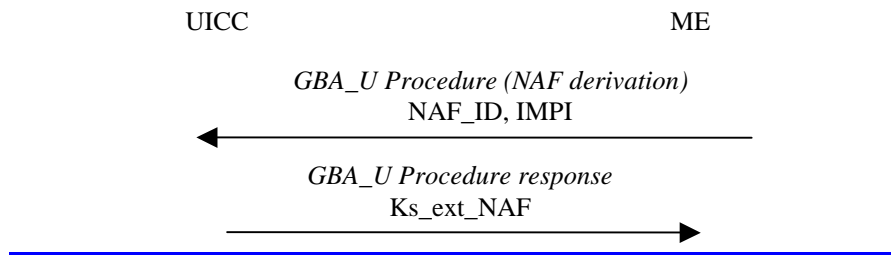 UICC ME
GBA_U Procedure (NAF derivation)
NAF_ID, IMPI
GBA_U Procedure response
Ks_ext_NAF